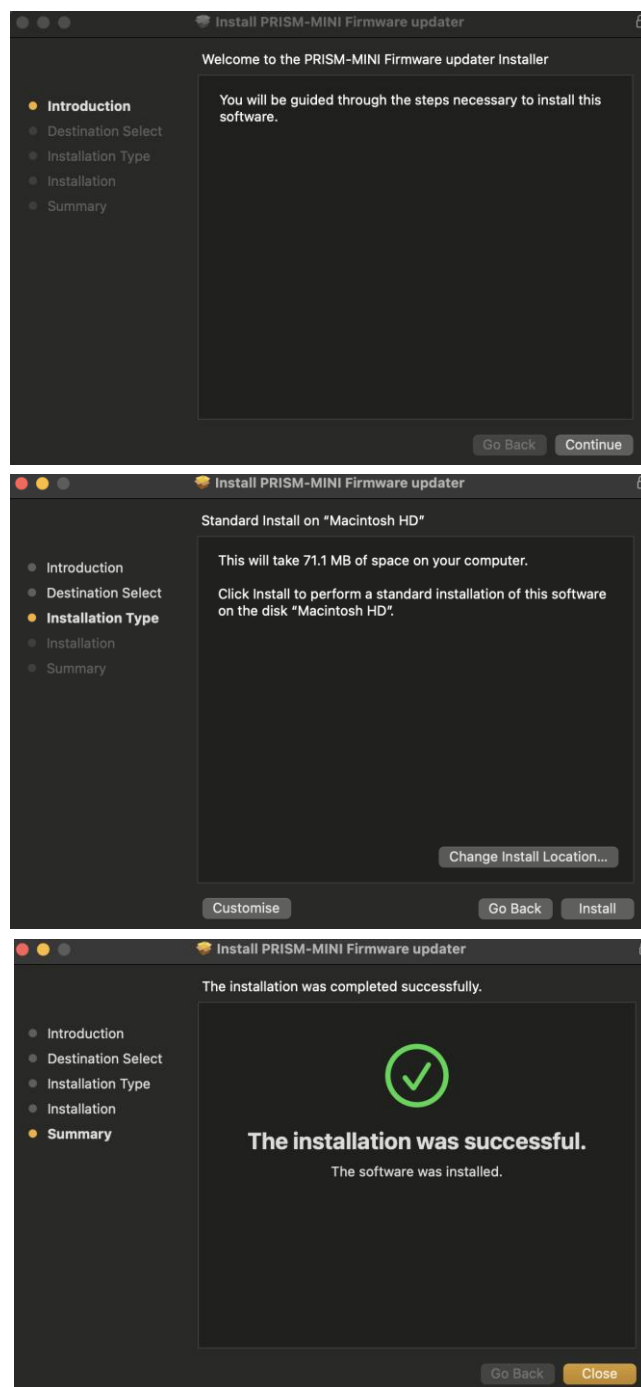 Install PRISM-MINI Firmware updater
Welcome to the PRISM-MINI Firmware updater Installer
Introduction
Destination Select
Installation Type
Installation
Summary
You will be guided through the steps necessary to install this
software.
Go Back
Continue
Install PRISM-MINI Firmware updater
Standard Install on “Macintosh HD”
Introduction
Destination Select
Installation Type
Installation
Summary
This will take 71.1 MB of space on your computer.
Click Install to perform a standard installation of this software
on the disk “Macintosh HD”.
Change Install Location...
Customise
Go Back
Install
Install PRISM-MINI Firmware updater
The installation was completed successfully.
Introduction
Destination Select
Installation Type
Installation
Summary
The installation was successful.
The software was installed.
Go Back
Close